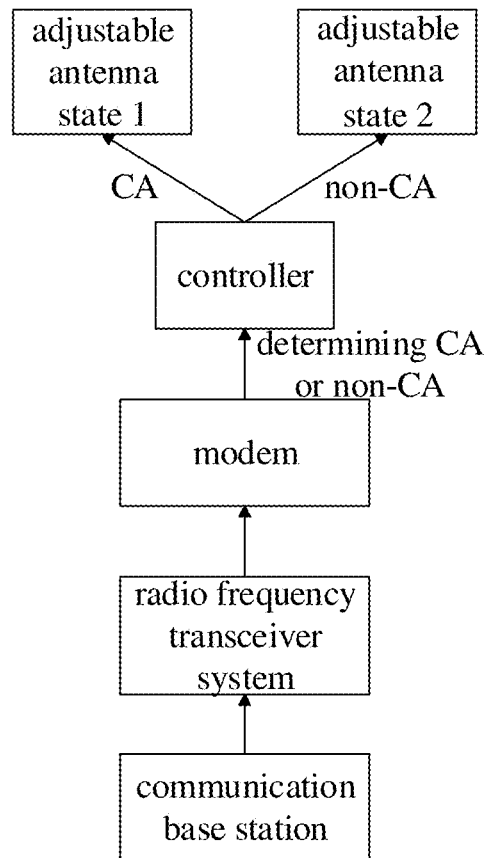 adjustable
antenna
state 1
adjustable
antenna
state 2
CA
non-CA
controller
determining CA
or non-CA
modem
radio frequency
transceiver
system
communication
base station